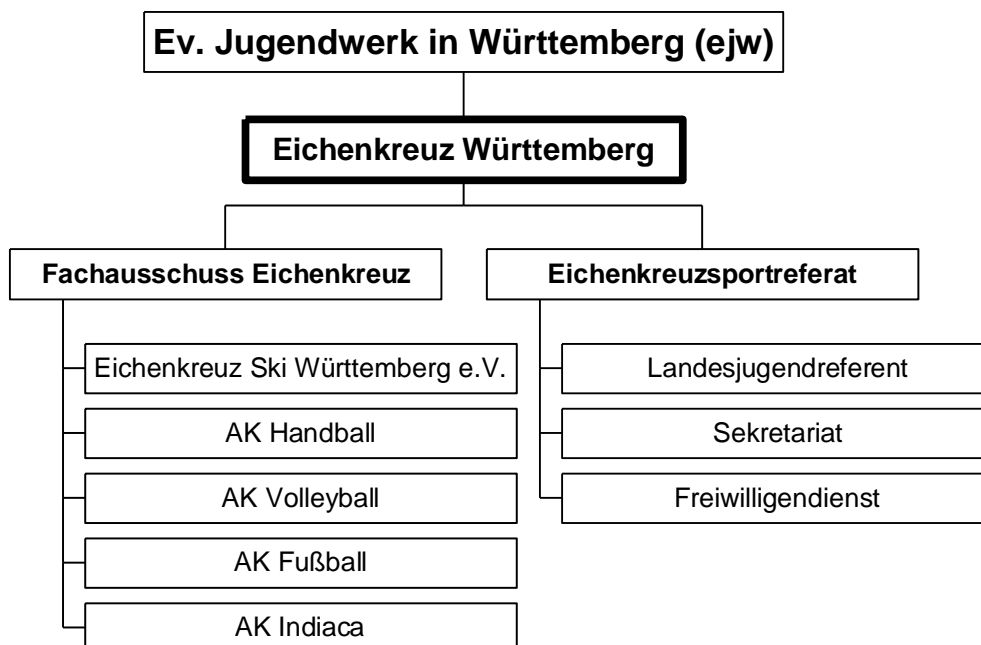 Ev. Jugendwerk in Württemberg (ejw)
Eichenkreuz Württemberg
Fachausschuss Eichenkreuz
Eichenkreuz Ski Württemberg e.V.
AK Handball
AK Volleyball
AK Fußball
AK Indiaca
Eichenkreuzsportreferat
Landesjugendreferent
Sekretariat
Freiwilligendienst